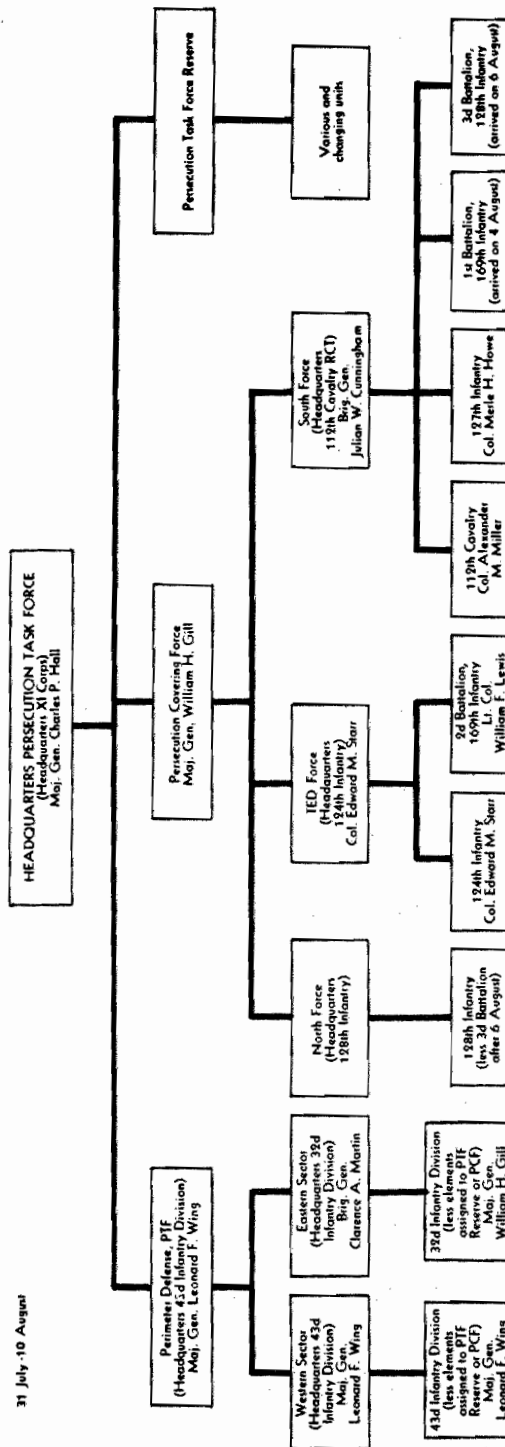 31 July-10 August
HEADQUARTERS PERSECUTION TASK FORCE
(Headquarters XI Corps)
Maj. Gen. Charles P. Hall
Perimeter Defense, PTF
(Headquarters 43d Infantry Division)
Maj. Gen. Leonard F. Wing
Persecution Covering Force
Maj. Gen. William H. Gill
Persecution Task Force Reserve
Western Sector
(Headquarters 43d
Infantry Division)
Maj. Gen.
Leonard F. Wing
Eastern Sector
(Headquarters 32d
Infantry Division)
Brig. Gen.
Clarence A. Martin
North Force
(Headquarters
128th Infantry)
TED Force
(Headquarters
124th Infantry)
Col. Edward M. Starr
South Force
(Headquarters
112th Cavalry RCT)
Brig. Gen.
Julian W. Cunningham
Various and
changing units
43d Infantry Division
(less elements
assigned to PTF
Reserve or PCF)
Maj. Gen.
Leonard F. Wing
32d Infantry Division
(less elements
assigned to PTF
Reserve or PCF)
Maj. Gen.
William H. Gill
128th Infantry
(less 3d Battalion
after 6 August)
124th Infantry
Col. Edward M. Starr
2d Battalion,
169th Infantry
Lt. Col.
William F. Lewis
112th Cavalry
Col. Alexander
M. Miller
127th Infantry
Col. Merle H. Howe
1st Battalion,
169th Infantry
(arrived on 4 August)
3d Battalion,
128th Infantry
(arrived on 6 August)